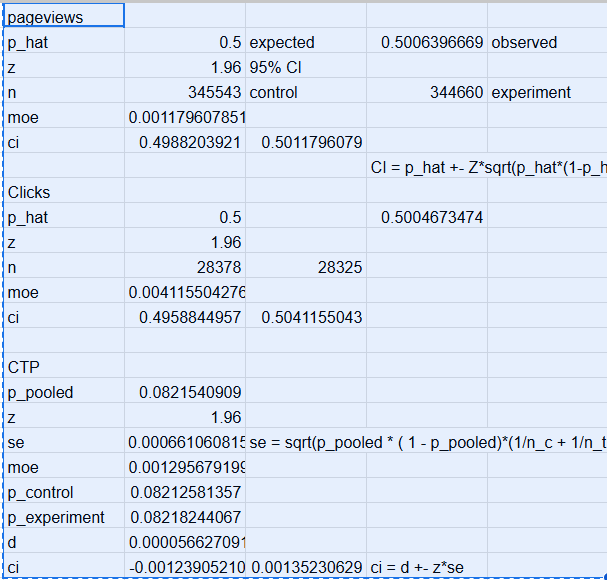 pageviews
p_hat 0.5 expected 0.5006396669 observed
z 1.96 95% CI
n 345543 control 344660 experiment
moe 0.001179607851
ci 0.4988203921 0.5011796079
CI = p_hat +- Z*sqrt(p_hat*(1-p_h
Clicks
p_hat 0.5 0.5004673474
z 1.96
n 28378 28325
moe 0.004115504276
ci 0.4958844957 0.5041155043
CTP
p_pooled 0.0821540909
z 1.96
se 0.000661060815 se = sqrt(p_pooled * ( 1 - p_pooled)*(1/n_c + 1/n_t
moe 0.001295679199
p_control 0.08212581357
p_experiment 0.08218244067
d 0.000056627091
ci -0.00123905210 0.00135230629 ci = d +- z*se